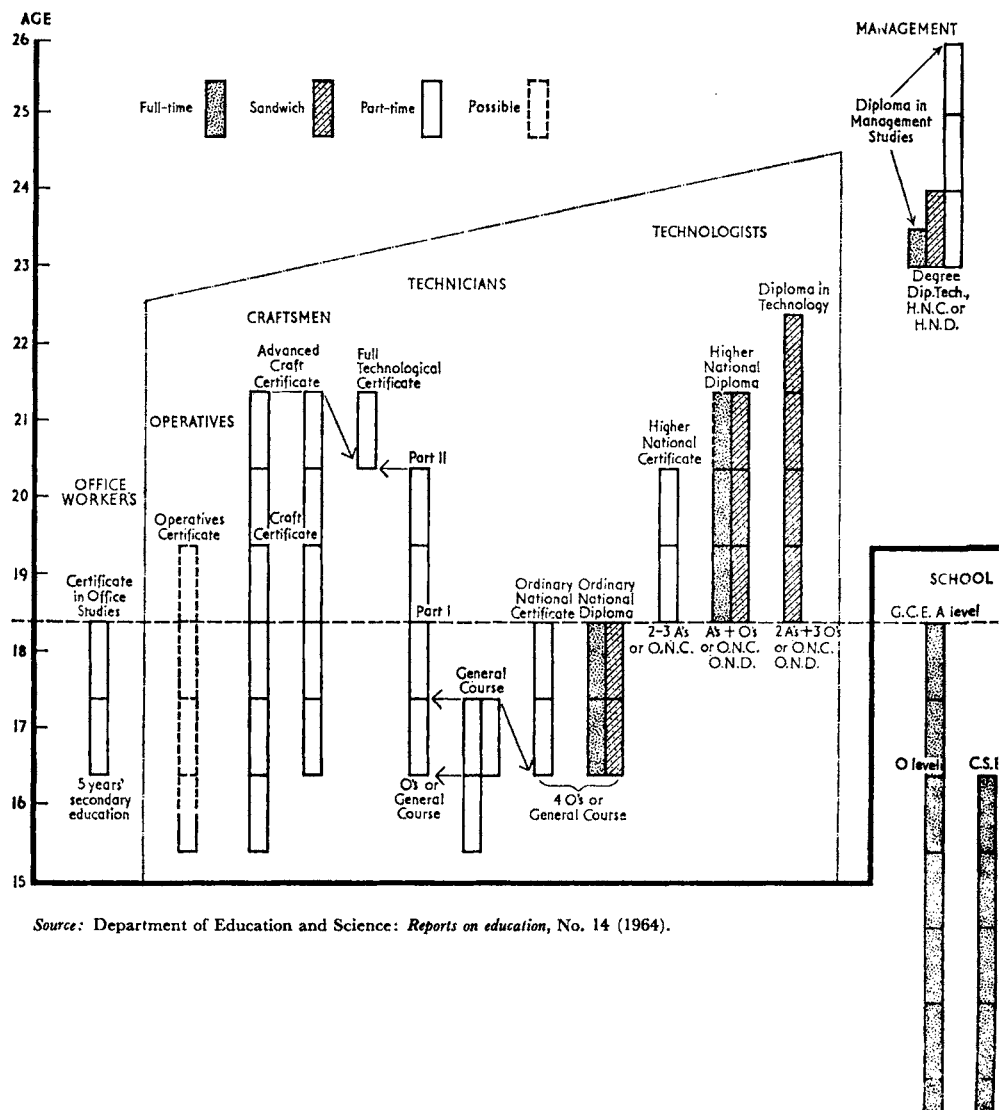 AGE
26
25
24
23
22
21
20
19
18
17
16
15
Full-time
Sandwich
Part-time
Possible
MANAGEMENT
Diploma in
Management
Studies
Degree
Dip.Tech.,
H.N.C. or
H.N.D.
TECHNOLOGISTS
TECHNICIANS
CRAFTSMEN
OPERATIVES
OFFICE
WORKERS
Diploma in
Technology
Higher
National
Diploma
Higher
National
Certificate
Advanced
Craft
Certificate
Full
Technological
Certificate
Part II
Operatives
Certificate
Craft
Certificate
Certificate
in Office
Studies
Part I
Ordinary
National
Certificate
Ordinary
National
Diploma
2-3 A's
or O.N.C.
A's + O's
or O.N.C.
O.N.D.
2 A's + 3 O's
or O.N.C.
O.N.D.
General
Course
5 years'
secondary
education
O's or
General
Course
4 O's or
General Course
SCHOOL
G.C.E. A level
O level
C.S.E
Source: Department of Education and Science: Reports on education, No. 14 (1964).